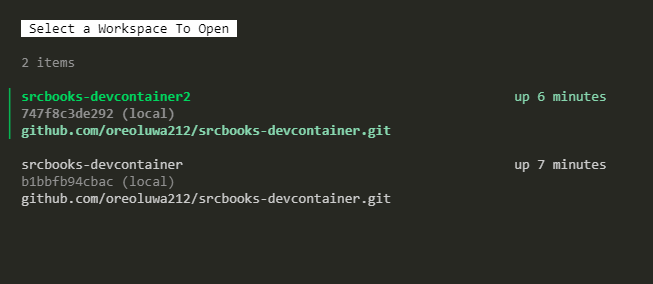 Select a Workspace To Open
2 items
srcbooks-devcontainer2 up 6 minutes
747f8c3de292 (local)
github.com/oreoluwa212/srcbooks-devcontainer.git
srcbooks-devcontainer up 7 minutes
b1bbfb94cbac (local)
github.com/oreoluwa212/srcbooks-devcontainer.git